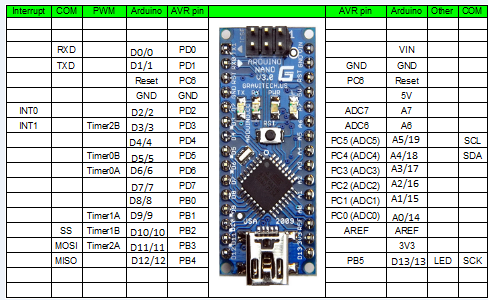 Interrupt COM PWM Arduino AVR pin AVR pin Arduino Other COM
RXD D0/0 PD0 VIN
TXD D1/1 PD1 GND GND
Reset PC6 PC6 Reset
GND GND 5V
INT0 D2/2 PD2 ADC7 A7
INT1 Timer2B D3/3 PD3 ADC6 A6
D4/4 PD4 PC5 (ADC5) A5/19 SCL
Timer0B D5/5 PD5 PC4 (ADC4) A4/18 SDA
Timer0A D6/6 PD6 PC3 (ADC3) A3/17
D7/7 PD7 PC2 (ADC2) A2/16
D8/8 PB0 PC1 (ADC1) A1/15
Timer1A D9/9 PB1 PC0 (ADC0) A0/14
SS Timer1B D10/10 PB2 AREF AREF
MOSI Timer2A D11/11 PB3 3V3
MISO D12/12 PB4 PB5 D13/13 LED SCK
ARDUINO
NANO
V3.0
GRAVITECH.US
TX RX PWR
RST
USA 2009